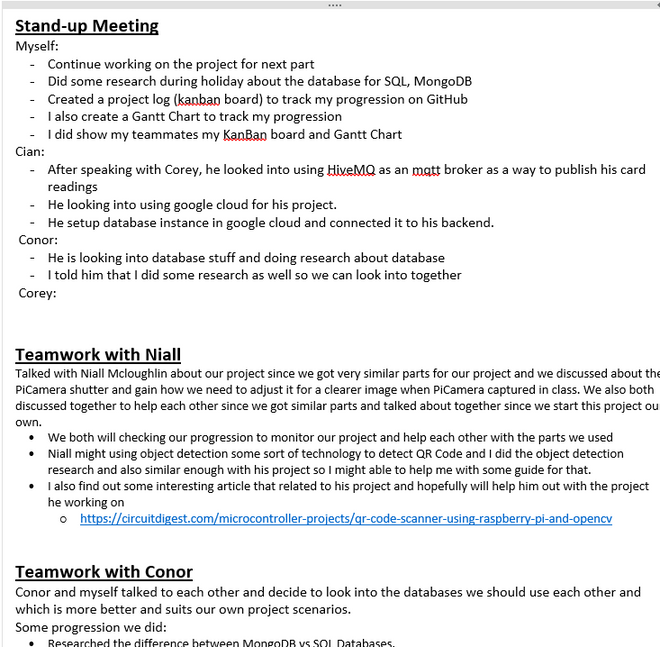 Stand-up Meeting
Myself:
- Continue working on the project for next part
- Did some research during holiday about the database for SQL, MongoDB
- Created a project log (kanban board) to track my progression on GitHub
- I also create a Gantt Chart to track my progression
- I did show my teammates my KanBan board and Gantt Chart
Cian:
- After speaking with Corey, he looked into using HiveMQ as an mqtt broker as a way to publish his card
readings
- He looking into using google cloud for his project.
- He setup database instance in google cloud and connected it to his backend.
Conor:
- He is looking into database stuff and doing research about database
- I told him that I did some research as well so we can look into together
Corey:
Teamwork with Niall
Talked with Niall Mcloughlin about our project since we got very similar parts for our project and we discussed about the
PiCamera shutter and gain how we need to adjust it for a clearer image when PiCamera captured in class. We also both
discussed together to help each other since we got similar parts and talked about together since we start this project ou
own.
• We both will checking our progression to monitor our project and help each other with the parts we used
• Niall might using object detection some sort of technology to detect QR Code and I did the object detection
research and also similar enough with his project so I might able to help me with some guide for that.
• I also find out some interesting article that related to his project and hopefully will help him out with the project
he working on
o https://circuitdigest.com/microcontroller-projects/qr-code-scanner-using-raspberry-pi-and-opencv
Teamwork with Conor
Conor and myself talked to each other and decide to look into the databases we should use each other and
which is more better and suits our own project scenarios.
Some progression we did:
• Researched the difference between MongoDB vs SQL Databases.